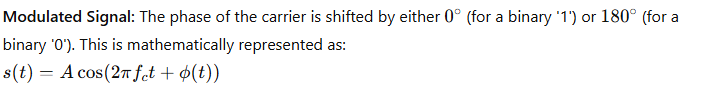 Modulated Signal: The phase of the carrier is shifted by either 0° (for a binary '1') or 180° (for a
binary '0'). This is mathematically represented as:
s(t) = A cos(2πf_c t + ϕ(t))